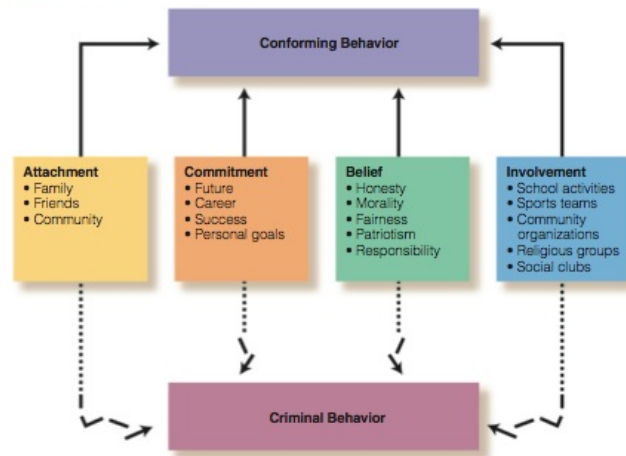 Conforming Behavior
Attachment
• Family
• Friends
• Community
Commitment
• Future
• Career
• Success
• Personal goals
Belief
• Honesty
• Morality
• Fairness
• Patriotism
• Responsibility
Involvement
• School activities
• Sports teams
• Community
organizations
• Religious groups
• Social clubs
Criminal Behavior